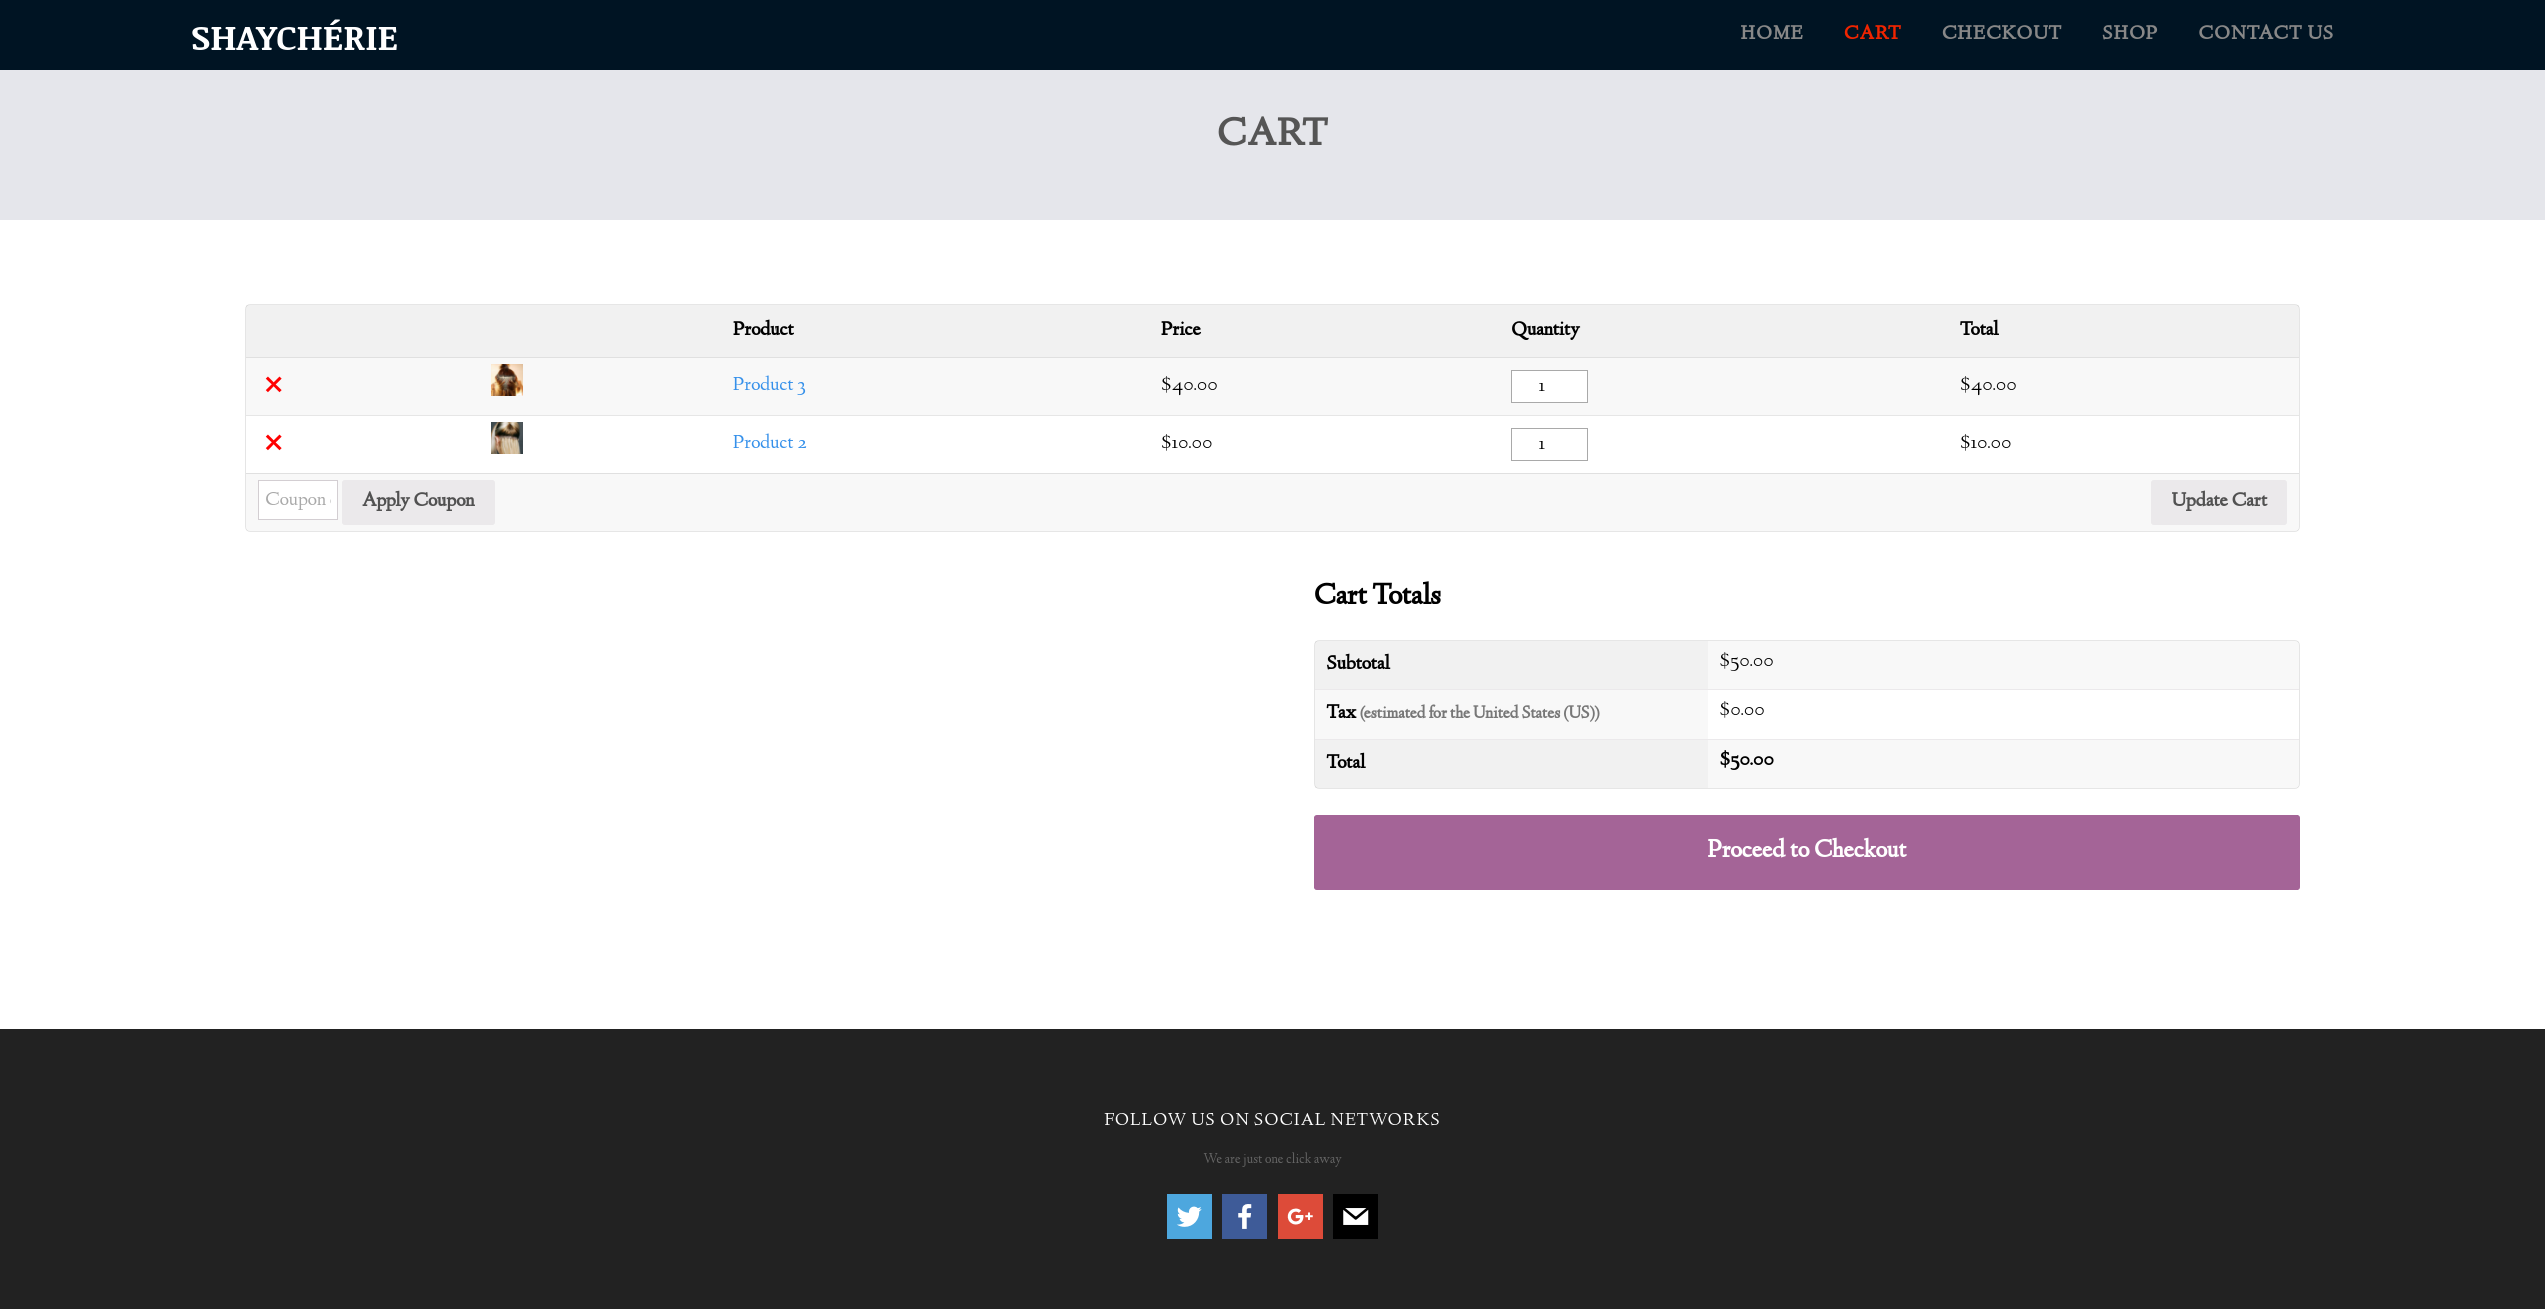 SHAYCHÉRIE
HOME CART CHECKOUT SHOP CONTACT US
CART
Product Price Quantity Total
Product 3 $40.00 1 $40.00
Product 2 $10.00 1 $10.00
Coupon Apply Coupon Update Cart
Cart Totals
Subtotal $50.00
Tax (estimated for the United States (US)) $0.00
Total $50.00
Proceed to Checkout
FOLLOW US ON SOCIAL NETWORKS
We are just one click away